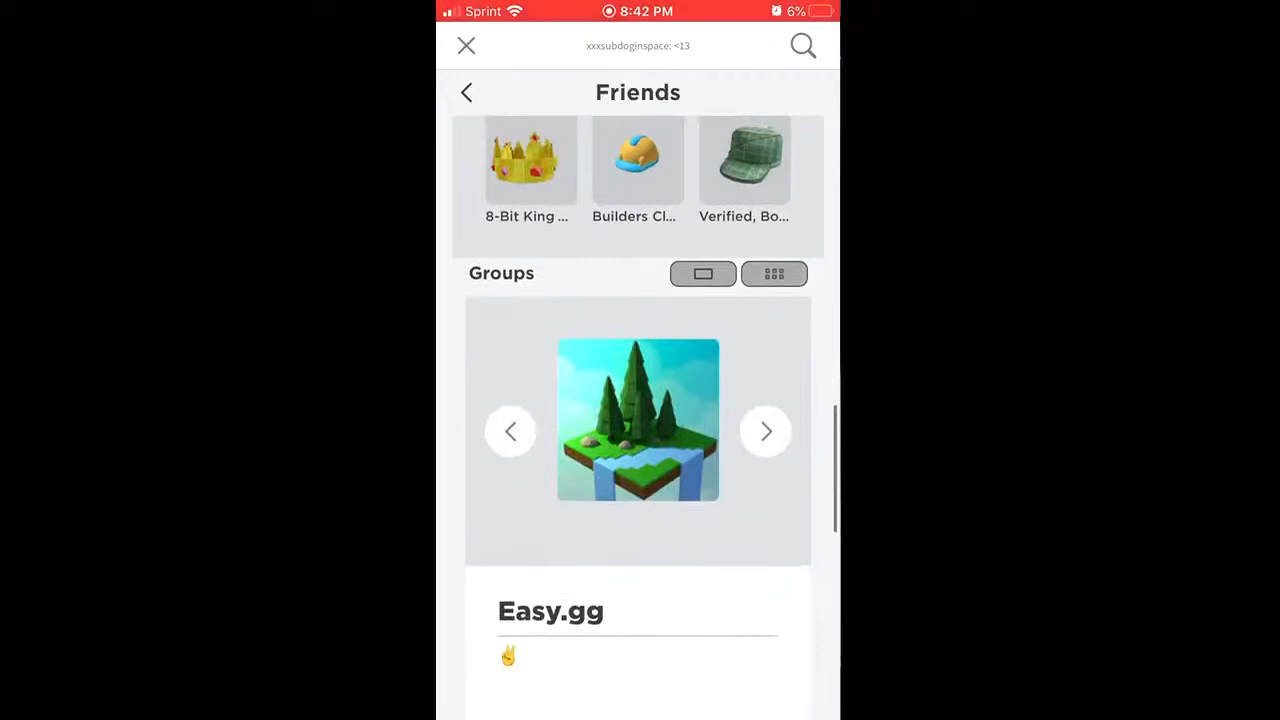 Sprint 8:42 PM 6%
xxxsubdoginspace: <13
Friends
8-Bit King ... Builders Cl... Verified, Bo...
Groups
Easy.gg
✌️